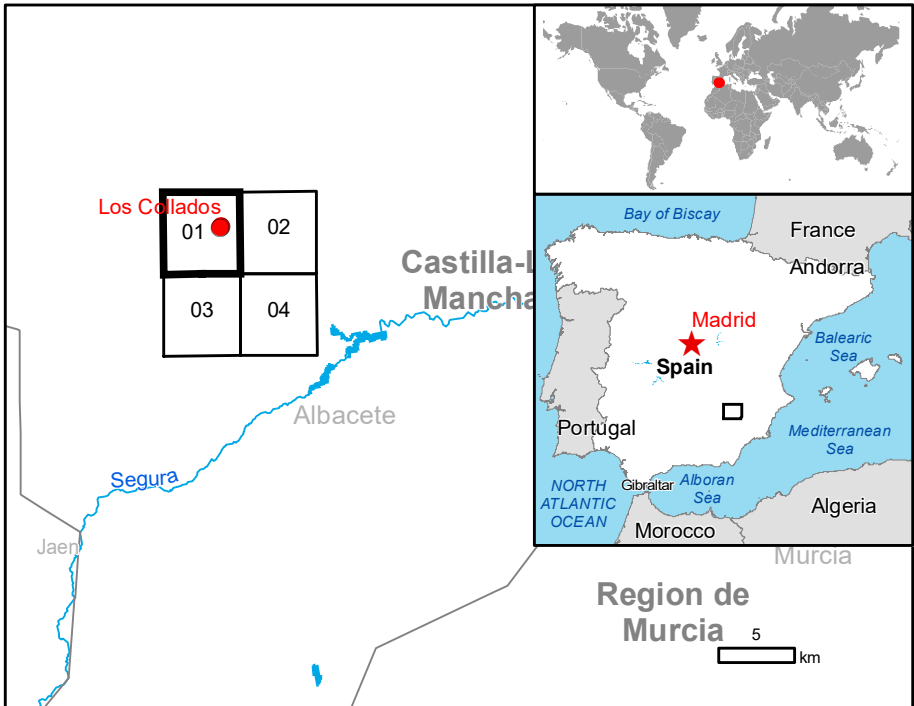 Los Collados
01
02
03
04
Castilla-L
Mancha
Albacete
Segura
Jaen
Murcia
Region de
Murcia
5
km
Bay of Biscay
France
Andorra
Madrid
Spain
Balearic
Sea
Portugal
Mediterranean
Sea
NORTH
ATLANTIC
OCEAN
Gibraltar
Alboran
Sea
Algeria
Morocco